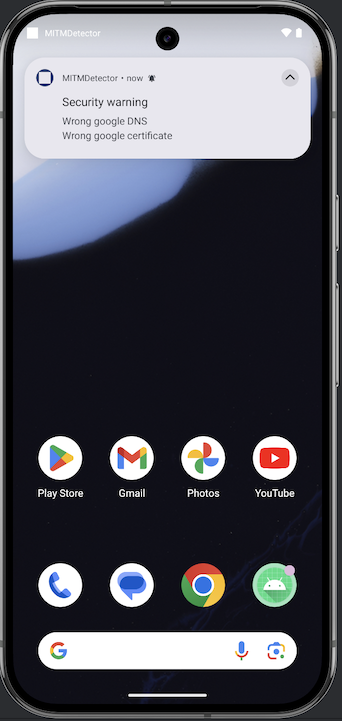 MITMDetector
MITMDetector • now
Security warning
Wrong google DNS
Wrong google certificate
Play Store Gmail Photos YouTube